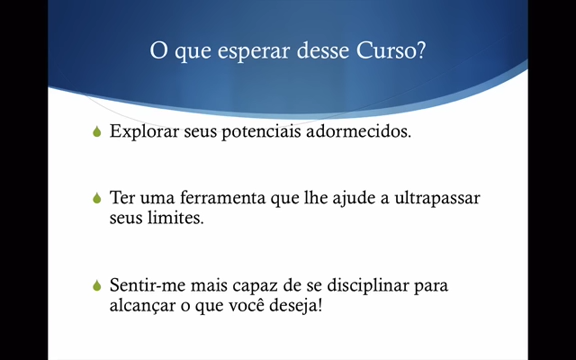 O que esperar desse Curso?
Explorar seus potenciais adormecidos.
Ter uma ferramenta que lhe ajude a ultrapassar
seus limites.
Sentir-me mais capaz de se disciplinar para
alcançar o que você deseja!